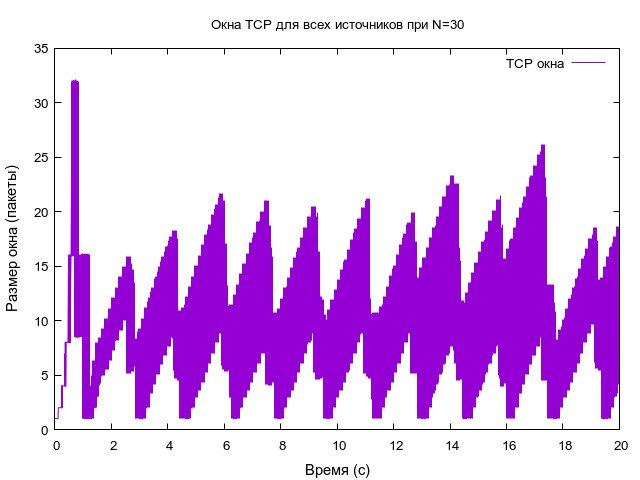 Окна TCP для всех источников при N=30
35
30
25
20
15
10
5
0
Размер окна (пакеты)
TCP окна
0 2 4 6 8 10 12 14 16 18 20
Время (с)